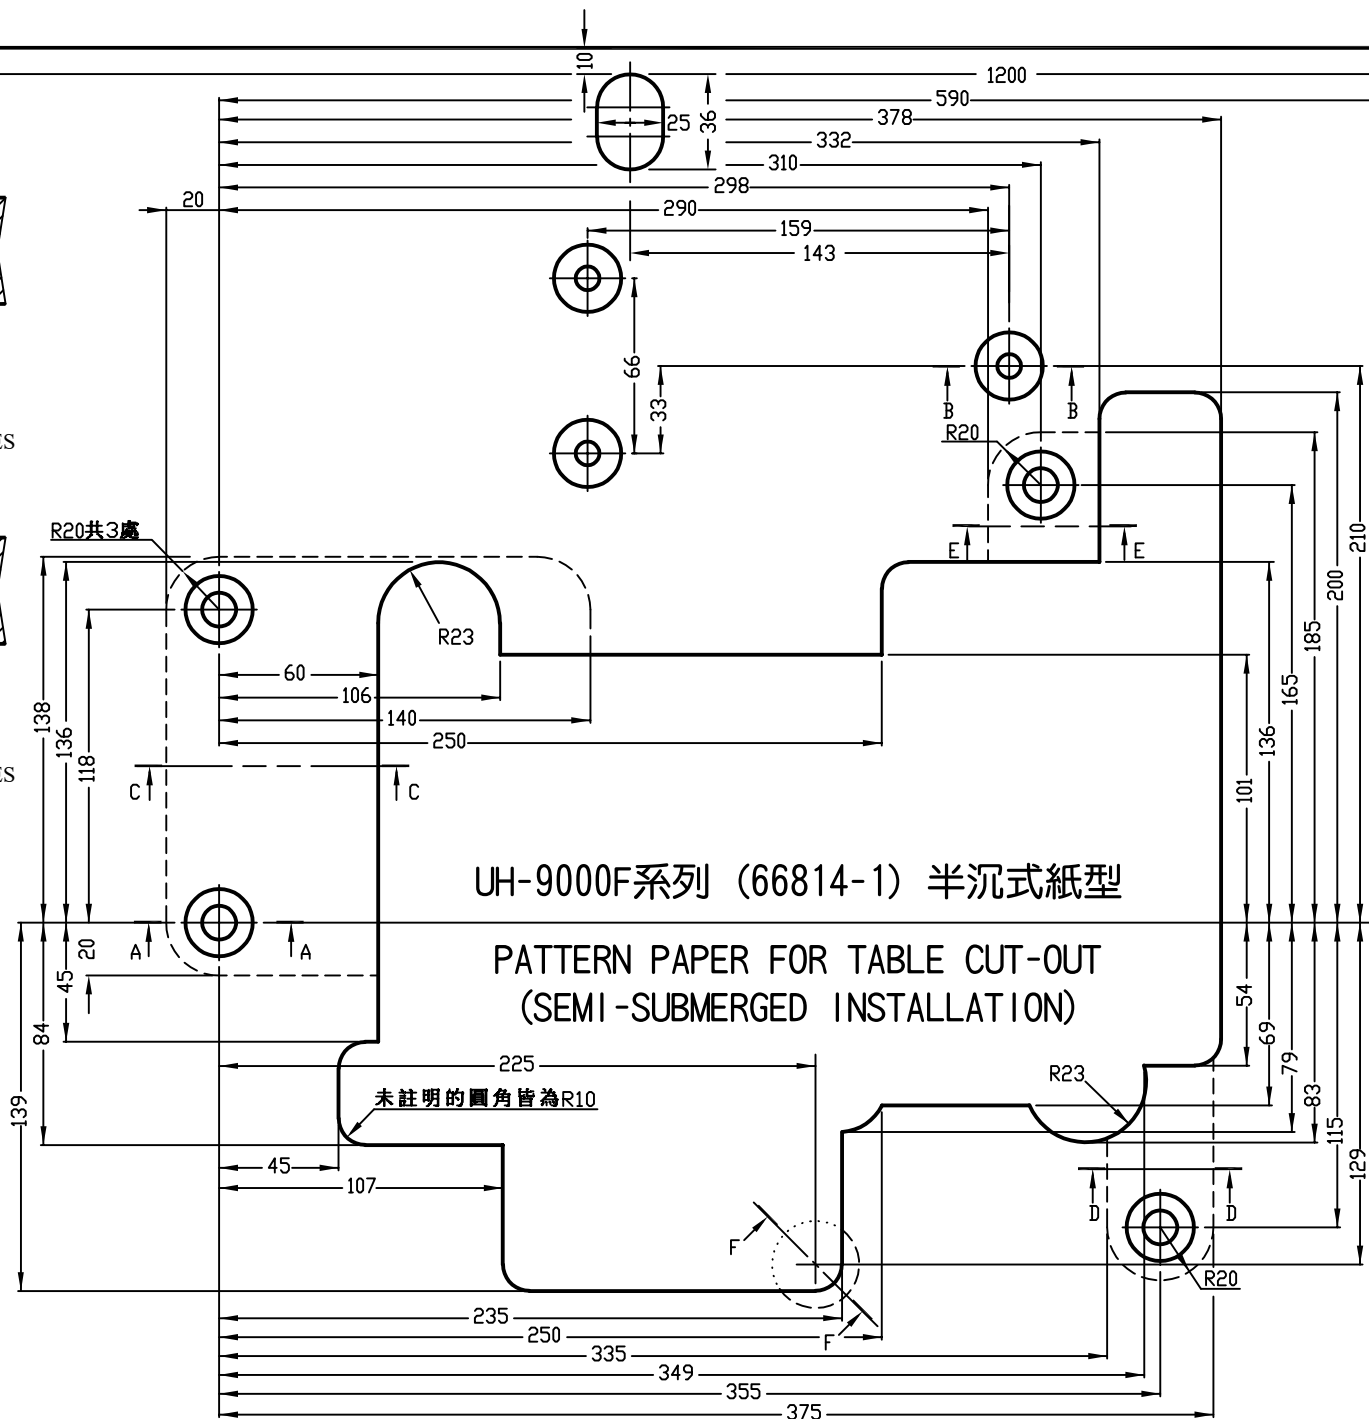 10
1200
590
378
25
36
332
310
298
20
290
159
143
66
33
B
B
R20
ES
210
R20共3處
E
E
200
R23
185
60
106
165
138
136
140
136
250
118
101
C
C
ES
UH-9000F系列 (66814-1) 半沉式紙型
A
A
20
PATTERN PAPER FOR TABLE CUT-OUT
45
54
(SEMI-SUBMERGED INSTALLATION)
84
69
79
225
R23
83
139
未註明的圓角皆為R10
115
129
45
107
D
D
F
R20
235
250
F
335
349
355
375